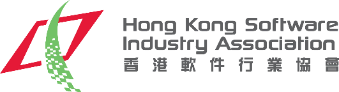 Hong Kong Software
Industry Association
香港軟件行業協會